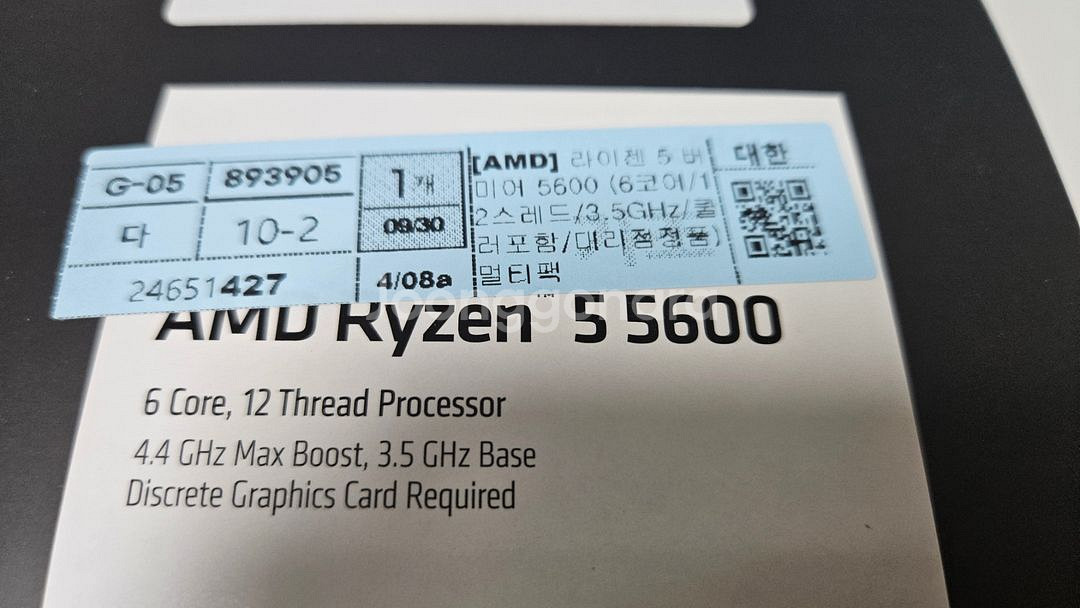 G-05
893905
1개
[AMD] 라이젠 5 버
미어 5600 (6코어/1
2스레드/3.5GHz/쿨
러포함/대리점정품)
멀티팩
대한
다
10-2
09/30
24651427
4/08a
Joonggonara
AMD Ryzen™ 5 5600
6 Core, 12 Thread Processor
4.4 GHz Max Boost, 3.5 GHz Base
Discrete Graphics Card Required